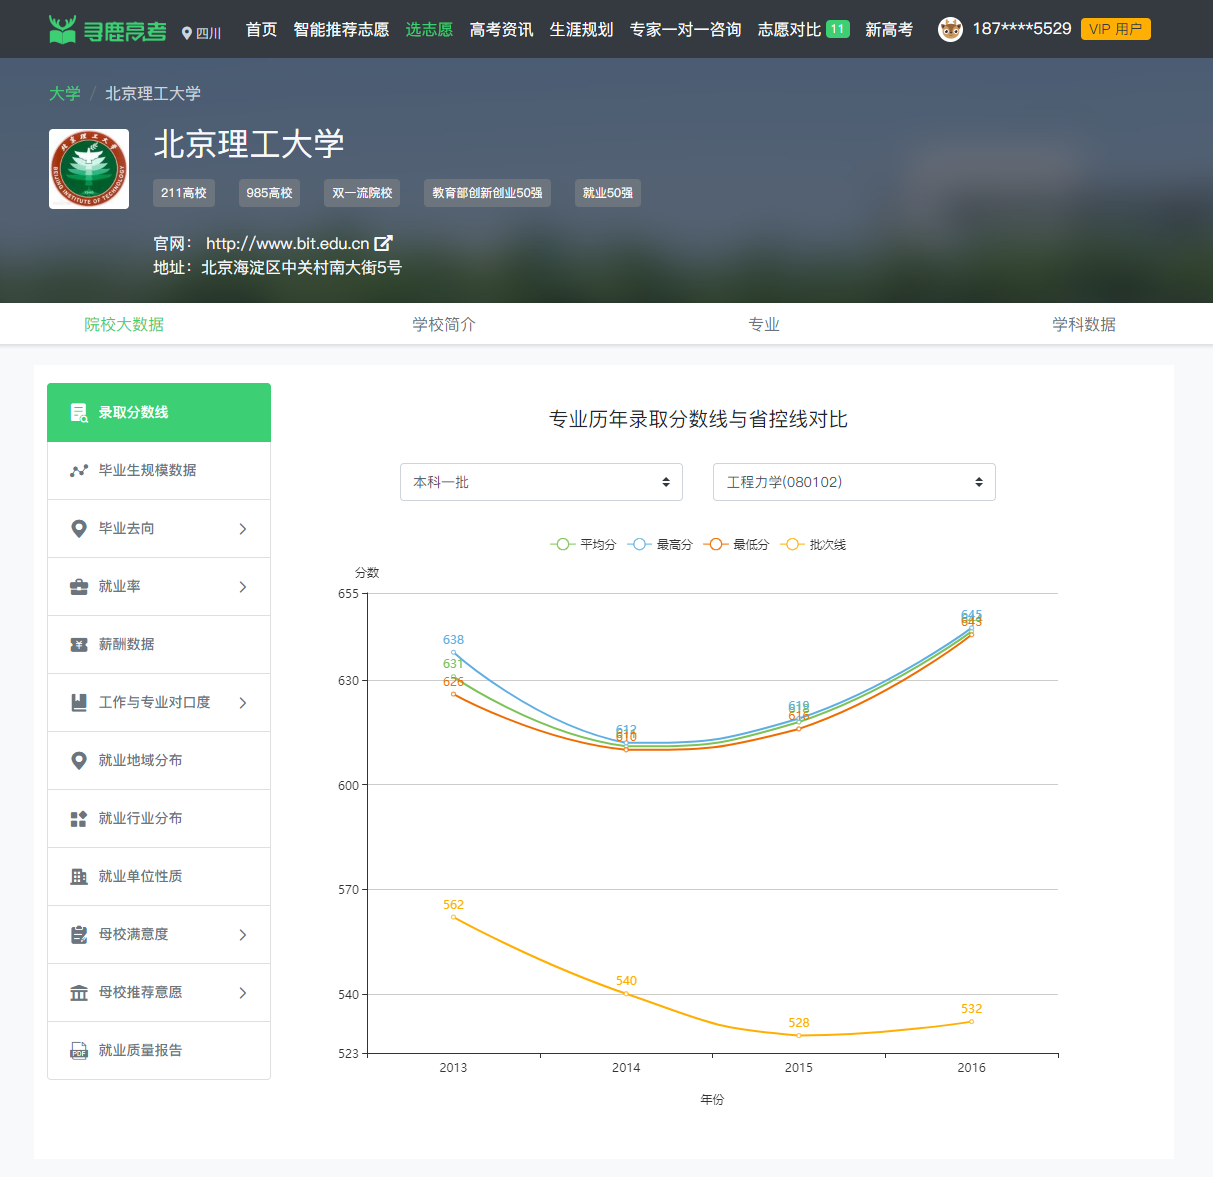 寻鹿高考 四川 首页 智能推荐志愿 选志愿 高考资讯 生涯规划 专家一对一咨询 志愿对比 11 新高考 187****5529 VIP 用户
大学 / 北京理工大学
北京理工大学
211高校 985高校 双一流院校 教育部创新创业50强 就业50强
官网： http://www.bit.edu.cn
地址：北京海淀区中关村南大街5号
院校大数据 学校简介 专业 学科数据
录取分数线
毕业生规模数据
毕业去向
就业率
薪酬数据
工作与专业对口度
就业地域分布
就业行业分布
就业单位性质
母校满意度
母校推荐意愿
就业质量报告
专业历年录取分数线与省控线对比
本科一批 工程力学(080102)
平均分 最高分 最低分 批次线
分数
655
630
600
570
540
523
638
631
626
612
611
610
619
618
616
645
644
643
562
540
528
532
2013 2014 2015 2016
年份